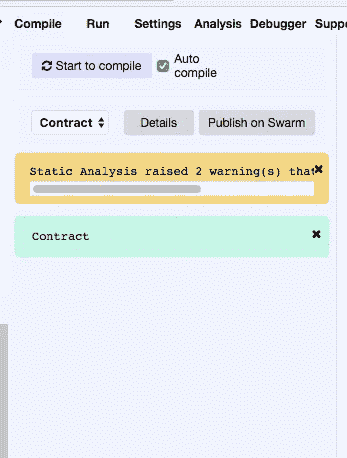 Compile Run Settings Analysis Debugger Suppo
Start to compile Auto
compile
Contract Details Publish on Swarm
Static Analysis raised 2 warning(s) that
Contract